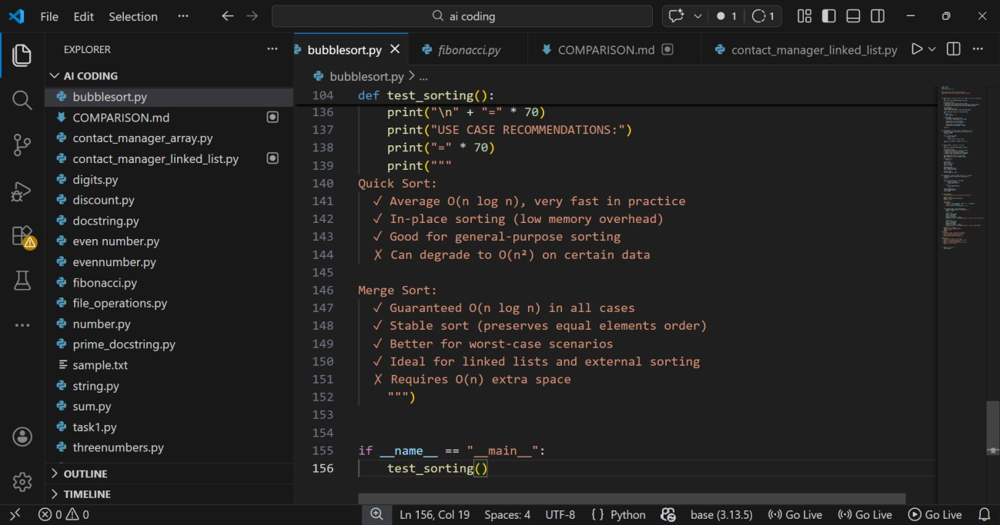 File Edit Selection ··· ai coding 1 1
EXPLORER ···
bubblesort.py fibonacci.py COMPARISON.md contact_manager_linked_list.py ···
AI CODING
bubblesort.py
COMPARISON.md
contact_manager_array.py
contact_manager_linked_list.py
digits.py
discount.py
docstring.py
even number.py
evennumber.py
fibonacci.py
file_operations.py
number.py
prime_docstring.py
sample.txt
string.py
sum.py
task1.py
threenumbers.py
OUTLINE
TIMELINE
bubblesort.py > ...
104 def test_sorting():
136 print("\n" + "=" * 70)
137 print("USE CASE RECOMMENDATIONS:")
138 print("=" * 70)
139 print("""
140 Quick Sort:
141 ✓ Average O(n log n), very fast in practice
142 ✓ In-place sorting (low memory overhead)
143 ✓ Good for general-purpose sorting
144 ✗ Can degrade to O(n²) on certain data
145
146 Merge Sort:
147 ✓ Guaranteed O(n log n) in all cases
148 ✓ Stable sort (preserves equal elements order)
149 ✓ Better for worst-case scenarios
150 ✓ Ideal for linked lists and external sorting
151 ✗ Requires O(n) extra space
152 """)
153
154
155 if __name__ == "__main__":
156 test_sorting()
0 0 Ln 156, Col 19 Spaces: 4 UTF-8 {} Python base (3.13.5) Go Live Go Live Go Live